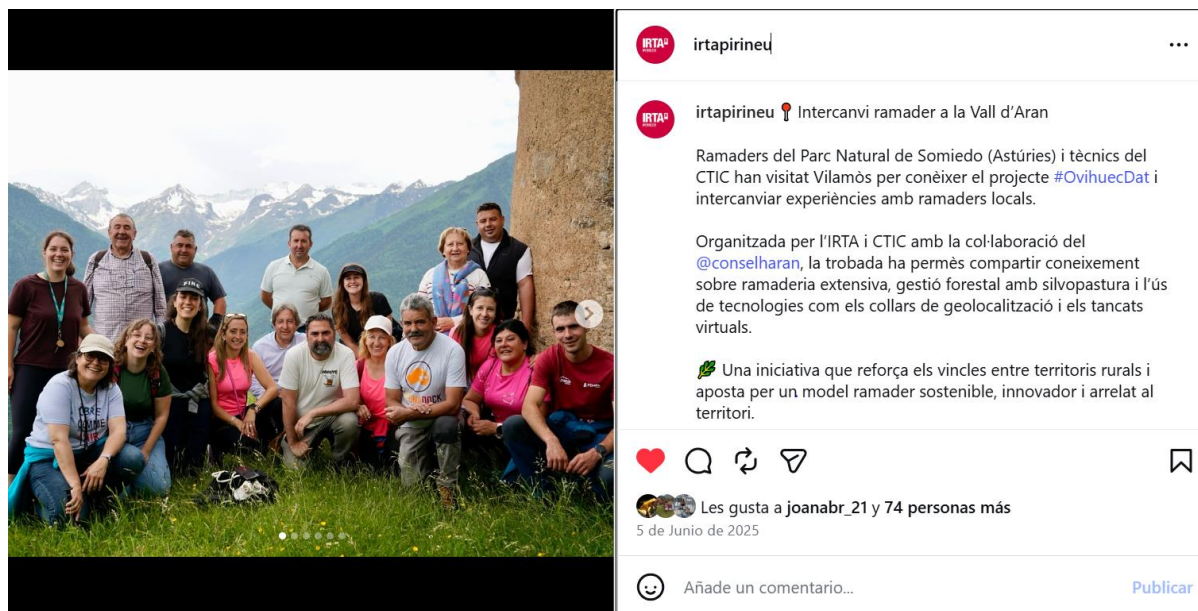 irtapirineu
irtapirineu Intercanvi ramader a la Vall d’Aran
Ramaders del Parc Natural de Somiedo (Astúries) i tècnics del
CTIC han visitat Vilamòs per conèixer el projecte #OvihuecDat i
intercanviar experiències amb ramaders locals.
Organitzada per l’IRTA i CTIC amb la col·laboració del
@conselharan, la trobada ha permès compartir coneixement
sobre ramaderia extensiva, gestió forestal amb silvopastura i l’ús
de tecnologies com els collars de geolocalització i els tancats
virtuals.
Una iniciativa que reforça els vincles entre territoris rurals i
aposta per un model ramader sostenible, innovador i arrelat al
territori.
Les gusta a joanabr_21 y 74 personas más
5 de Junio de 2025
Añade un comentario...
Publicar
IRTA
IRTA